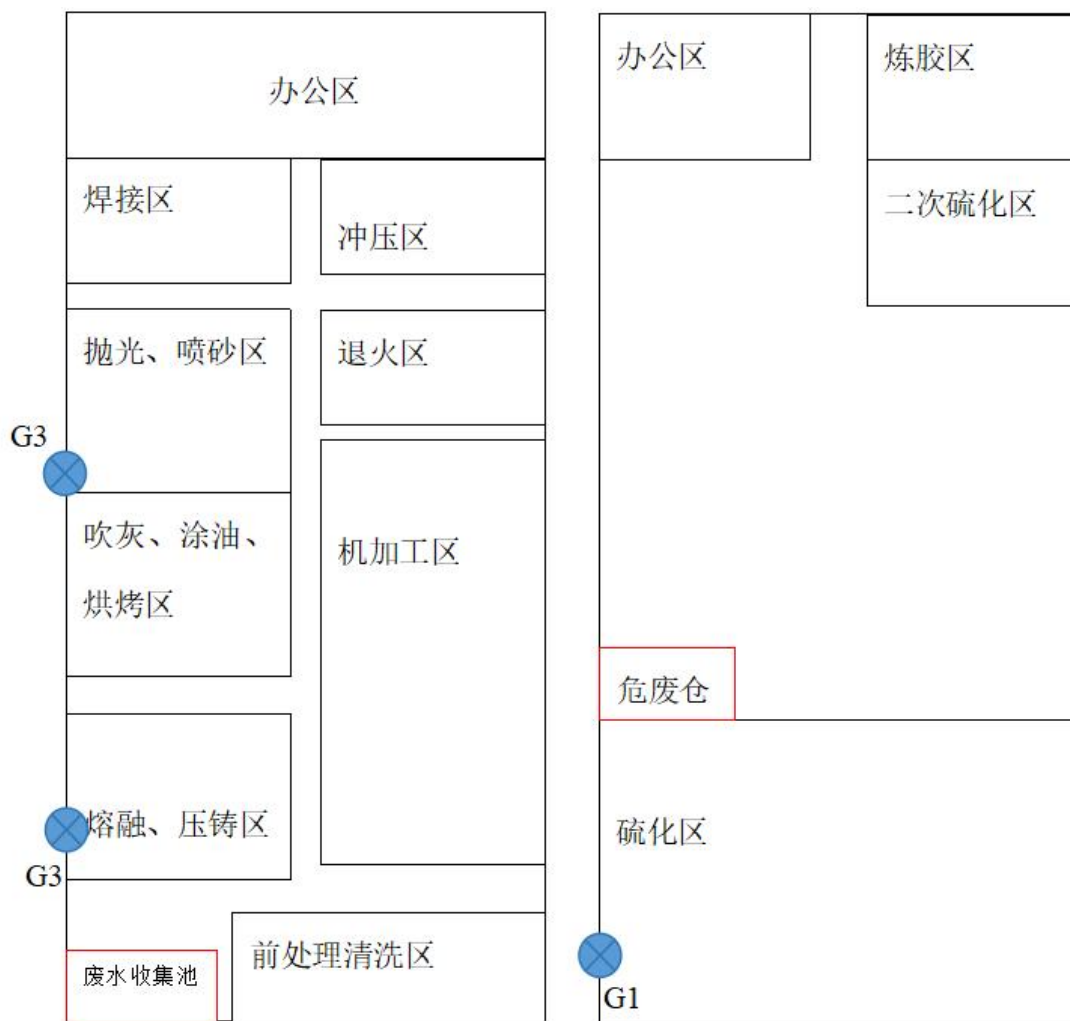 办公区
焊接区
冲压区
抛光、喷砂区
退火区
G3
吹灰、涂油、
烘烤区
机加工区
熔融、压铸区
G3
前处理清洗区
废水收集池
办公区
炼胶区
二次硫化区
危废仓
硫化区
G1